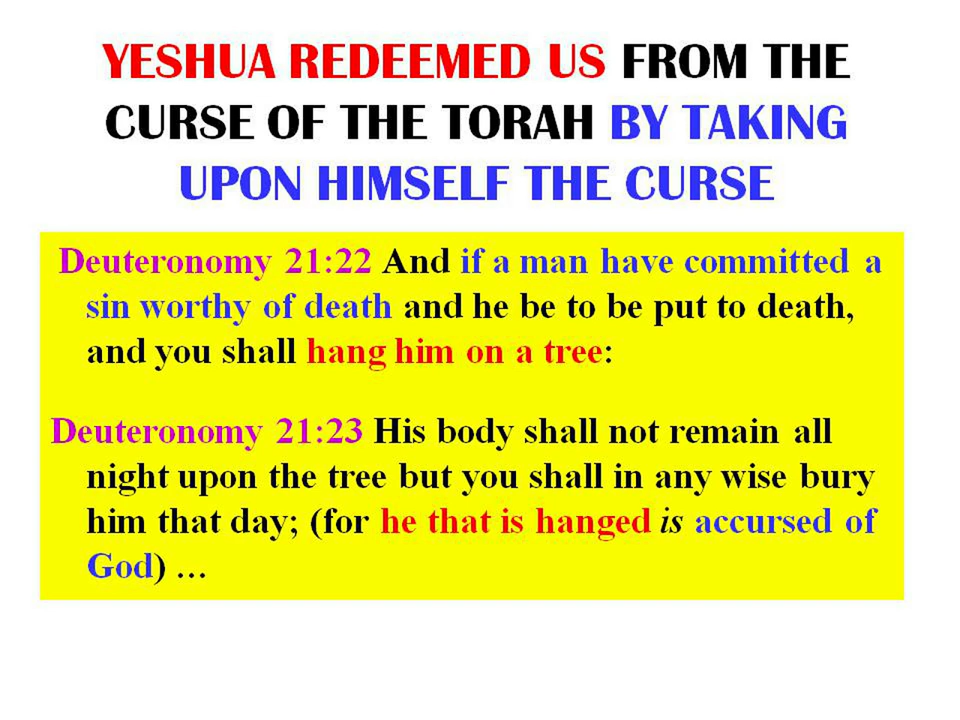 YESHUA REDEEMED US FROM THE
CURSE OF THE TORAH BY TAKING
UPON HIMSELF THE CURSE
Deuteronomy 21:22 And if a man have committed a
sin worthy of death and he be to be put to death,
and you shall hang him on a tree:
Deuteronomy 21:23 His body shall not remain all
night upon the tree but you shall in any wise bury
him that day; (for he that is hanged is accursed of
God) …